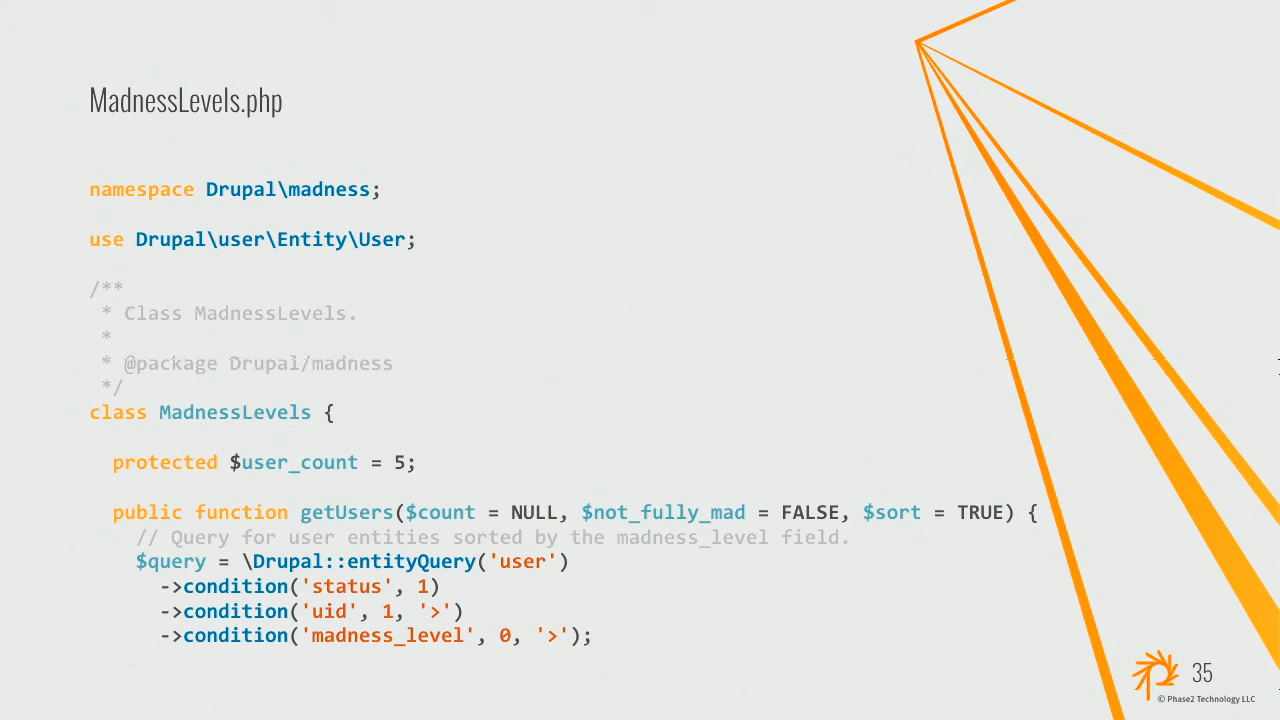 MadnessLevels.php
namespace Drupal\madness;
use Drupal\user\Entity\User;
/**
 * Class MadnessLevels.
 *
 * @package Drupal/madness
 */
class MadnessLevels {
  protected $user_count = 5;
  public function getUsers($count = NULL, $not_fully_mad = FALSE, $sort = TRUE) {
    // Query for user entities sorted by the madness_level field.
    $query = \Drupal::entityQuery('user')
      ->condition('status', 1)
      ->condition('uid', 1, '>')
      ->condition('madness_level', 0, '>');
35
© Phase2 Technology LLC